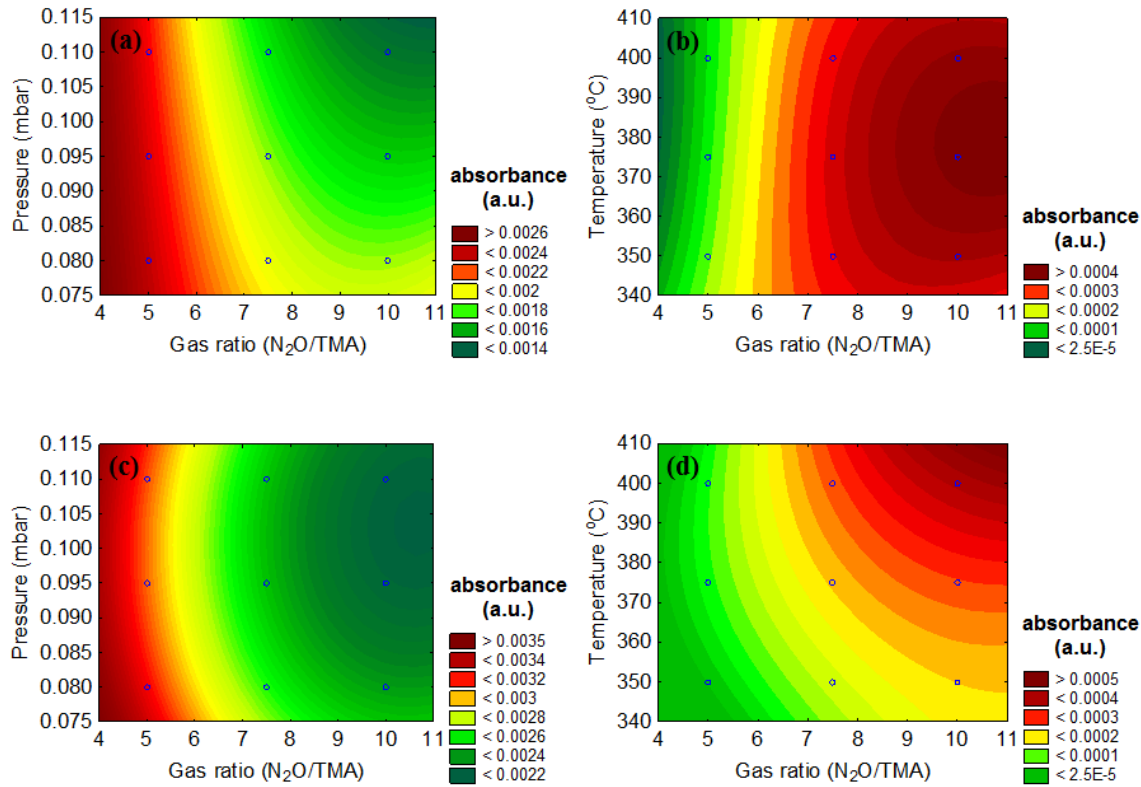 (a)
Pressure (mbar)
0.115
0.110
0.105
0.100
0.095
0.090
0.085
0.080
0.075
4 5 6 7 8 9 10 11
Gas ratio (N₂O/TMA)
absorbance
(a.u.)
> 0.0026
< 0.0024
< 0.0022
< 0.002
< 0.0018
< 0.0016
< 0.0014
(b)
Temperature (°C)
410
400
390
380
370
360
350
340
4 5 6 7 8 9 10 11
Gas ratio (N₂O/TMA)
absorbance
(a.u.)
> 0.0004
< 0.0003
< 0.0002
< 0.0001
< 2.5E-5
(c)
Pressure (mbar)
0.115
0.110
0.105
0.100
0.095
0.090
0.085
0.080
0.075
4 5 6 7 8 9 10 11
Gas ratio (N₂O/TMA)
absorbance
(a.u.)
> 0.0035
< 0.0034
< 0.0032
< 0.003
< 0.0028
< 0.0026
< 0.0024
< 0.0022
(d)
Temperature (°C)
410
400
390
380
370
360
350
340
4 5 6 7 8 9 10 11
Gas ratio (N₂O/TMA)
absorbance
(a.u.)
> 0.0005
< 0.0004
< 0.0003
< 0.0002
< 0.0001
< 2.5E-5